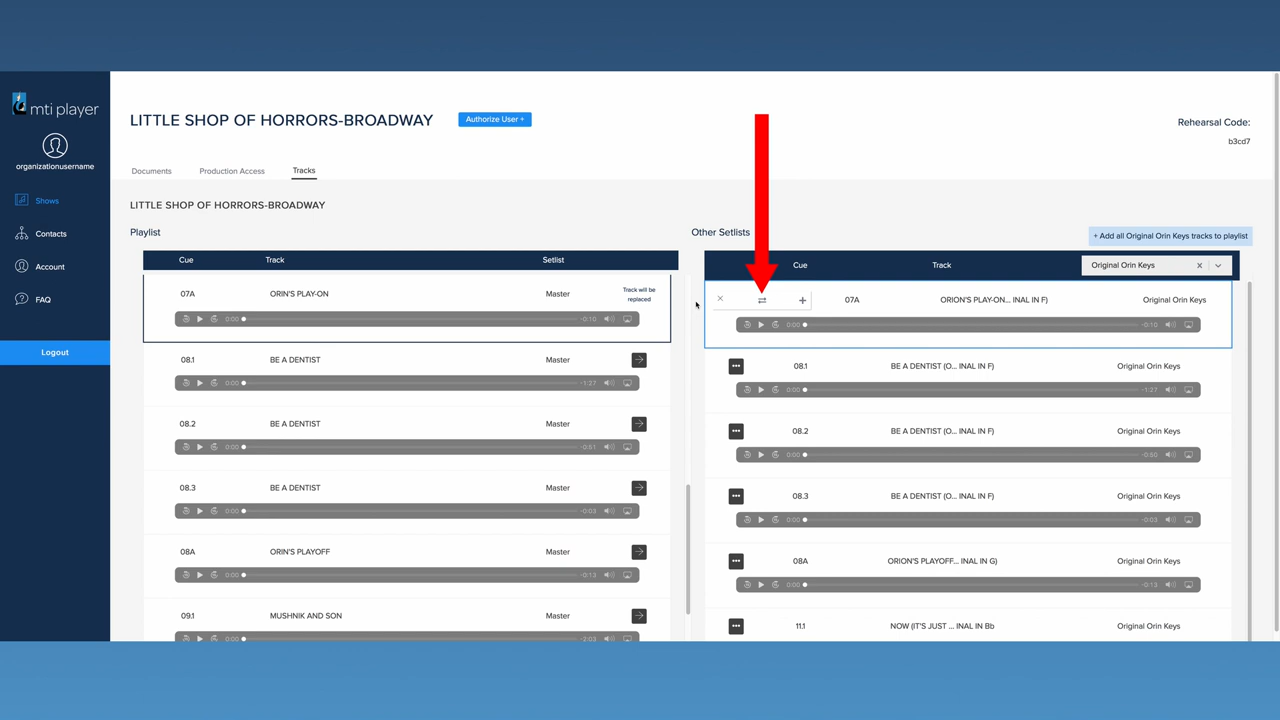 mti player
organizationusername
Shows
Contacts
Account
FAQ
Logout
LITTLE SHOP OF HORRORS-BROADWAY
Authorize User +
Rehearsal Code:
b3cd7
Documents Production Access Tracks
LITTLE SHOP OF HORRORS-BROADWAY
Playlist
Cue Track Setlist
07A ORIN'S PLAY-ON Master Track will be
replaced
0:00 -0:10
08.1 BE A DENTIST Master
0:00 -1:27
08.2 BE A DENTIST Master
0:00 -0:51
08.3 BE A DENTIST Master
0:00 -0:03
08A ORIN'S PLAYOFF Master
0:00 -0:13
09.1 MUSHNIK AND SON Master
0:00 -2:03
Other Setlists
+ Add all Original Orin Keys tracks to playlist
Cue Track Original Orin Keys
07A ORION'S PLAY-ON... INAL IN F) Original Orin Keys
0:00 -0:10
08.1 BE A DENTIST (O... INAL IN F) Original Orin Keys
0:00 -1:27
08.2 BE A DENTIST (O... INAL IN F) Original Orin Keys
0:00 -0:50
08.3 BE A DENTIST (O... INAL IN F) Original Orin Keys
0:00 -0:03
08A ORION'S PLAYOFF... INAL IN G) Original Orin Keys
0:00 -0:13
11.1 NOW (IT'S JUST ... INAL IN Bb Original Orin Keys